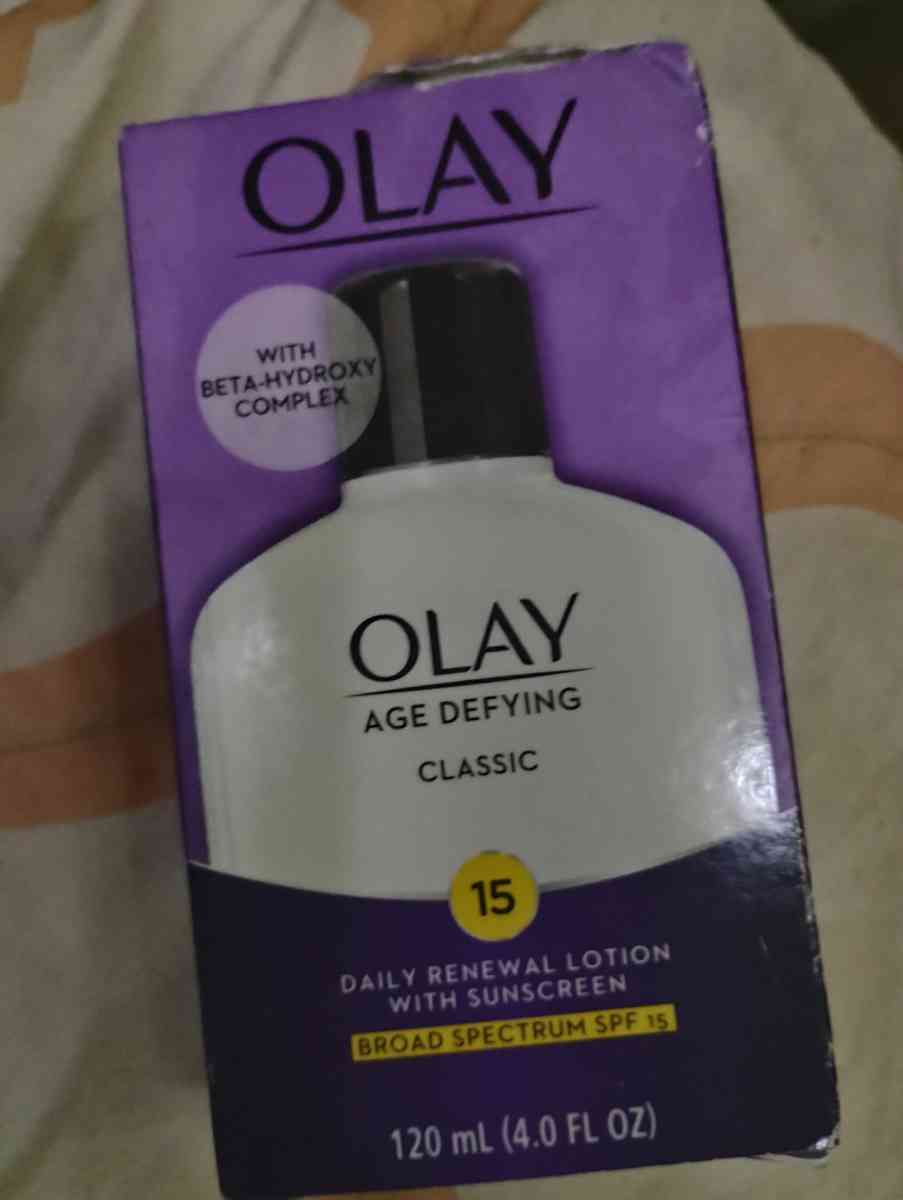 OLAY
WITH
BETA-HYDROXY
COMPLEX
OLAY
AGE DEFYING
CLASSIC
15
DAILY RENEWAL LOTION
WITH SUNSCREEN
BROAD SPECTRUM SPF 15
120 mL (4.0 FL OZ)